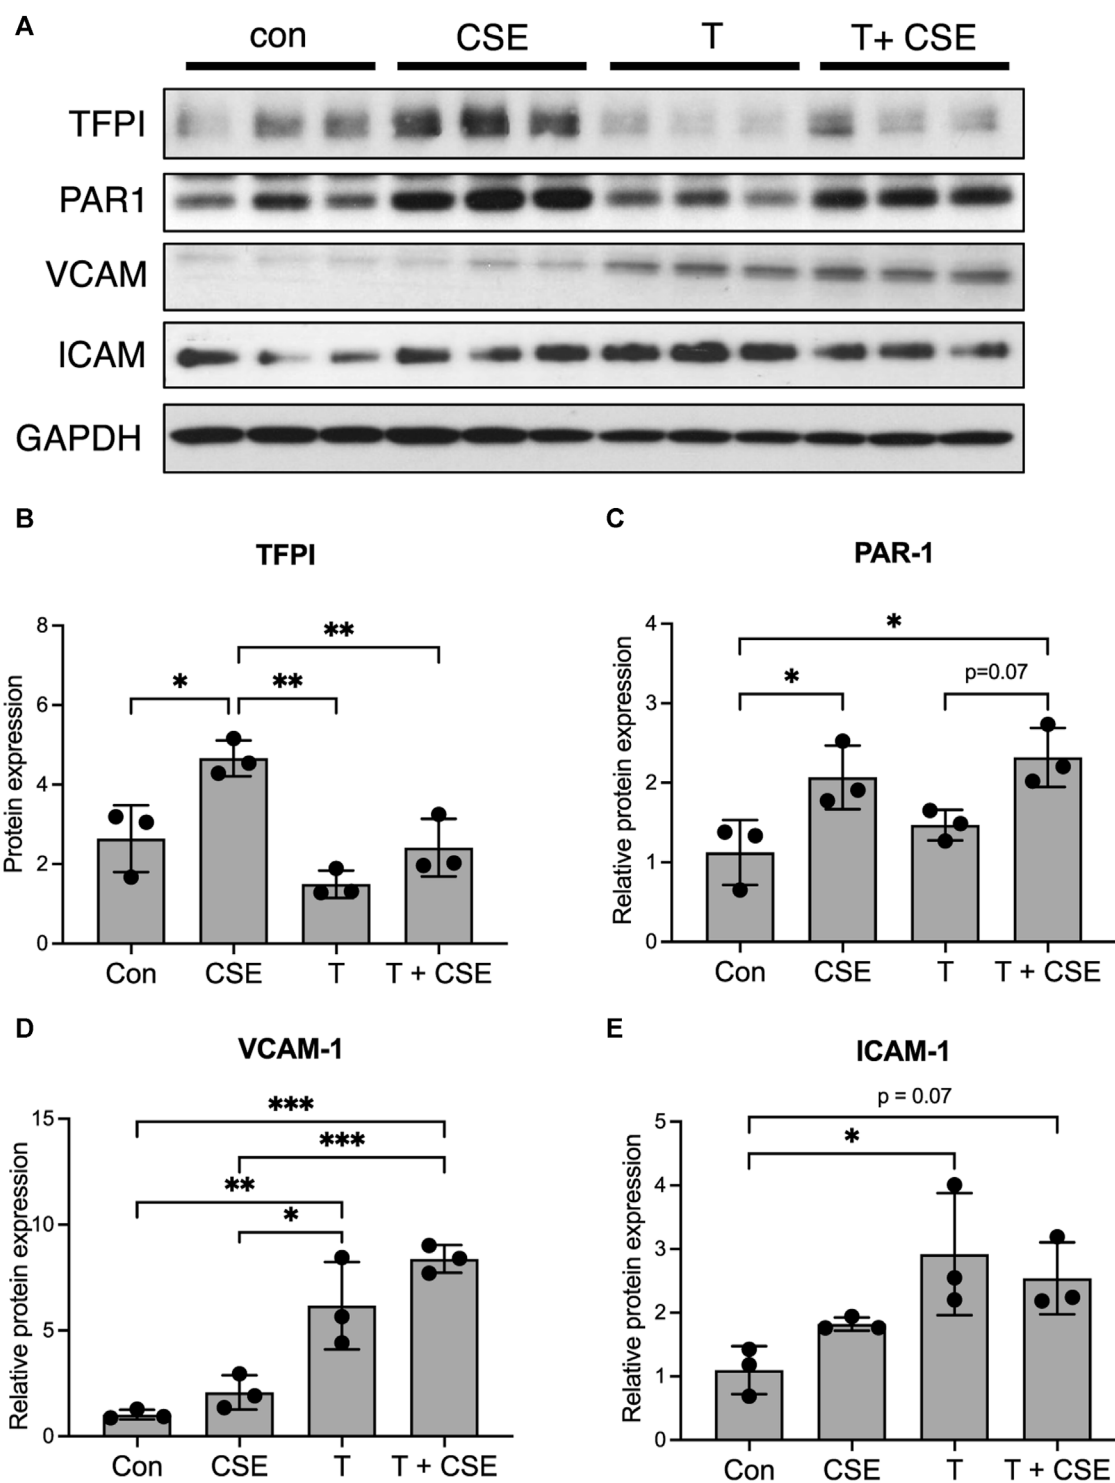 A
con CSE T T+ CSE
TFPI
PAR1
VCAM
ICAM
GAPDH
B
TFPI
Protein expression
8
6
4
2
0
* ** **
Con CSE T T + CSE
C
PAR-1
Relative protein expression
4
3
2
1
0
*
* p=0.07
Con CSE T T + CSE
D
VCAM-1
Relative protein expression
15
10
5
0
***
***
**
*
Con CSE T T + CSE
E
ICAM-1
Relative protein expression
5
4
3
2
1
0
p = 0.07
*
Con CSE T T + CSE